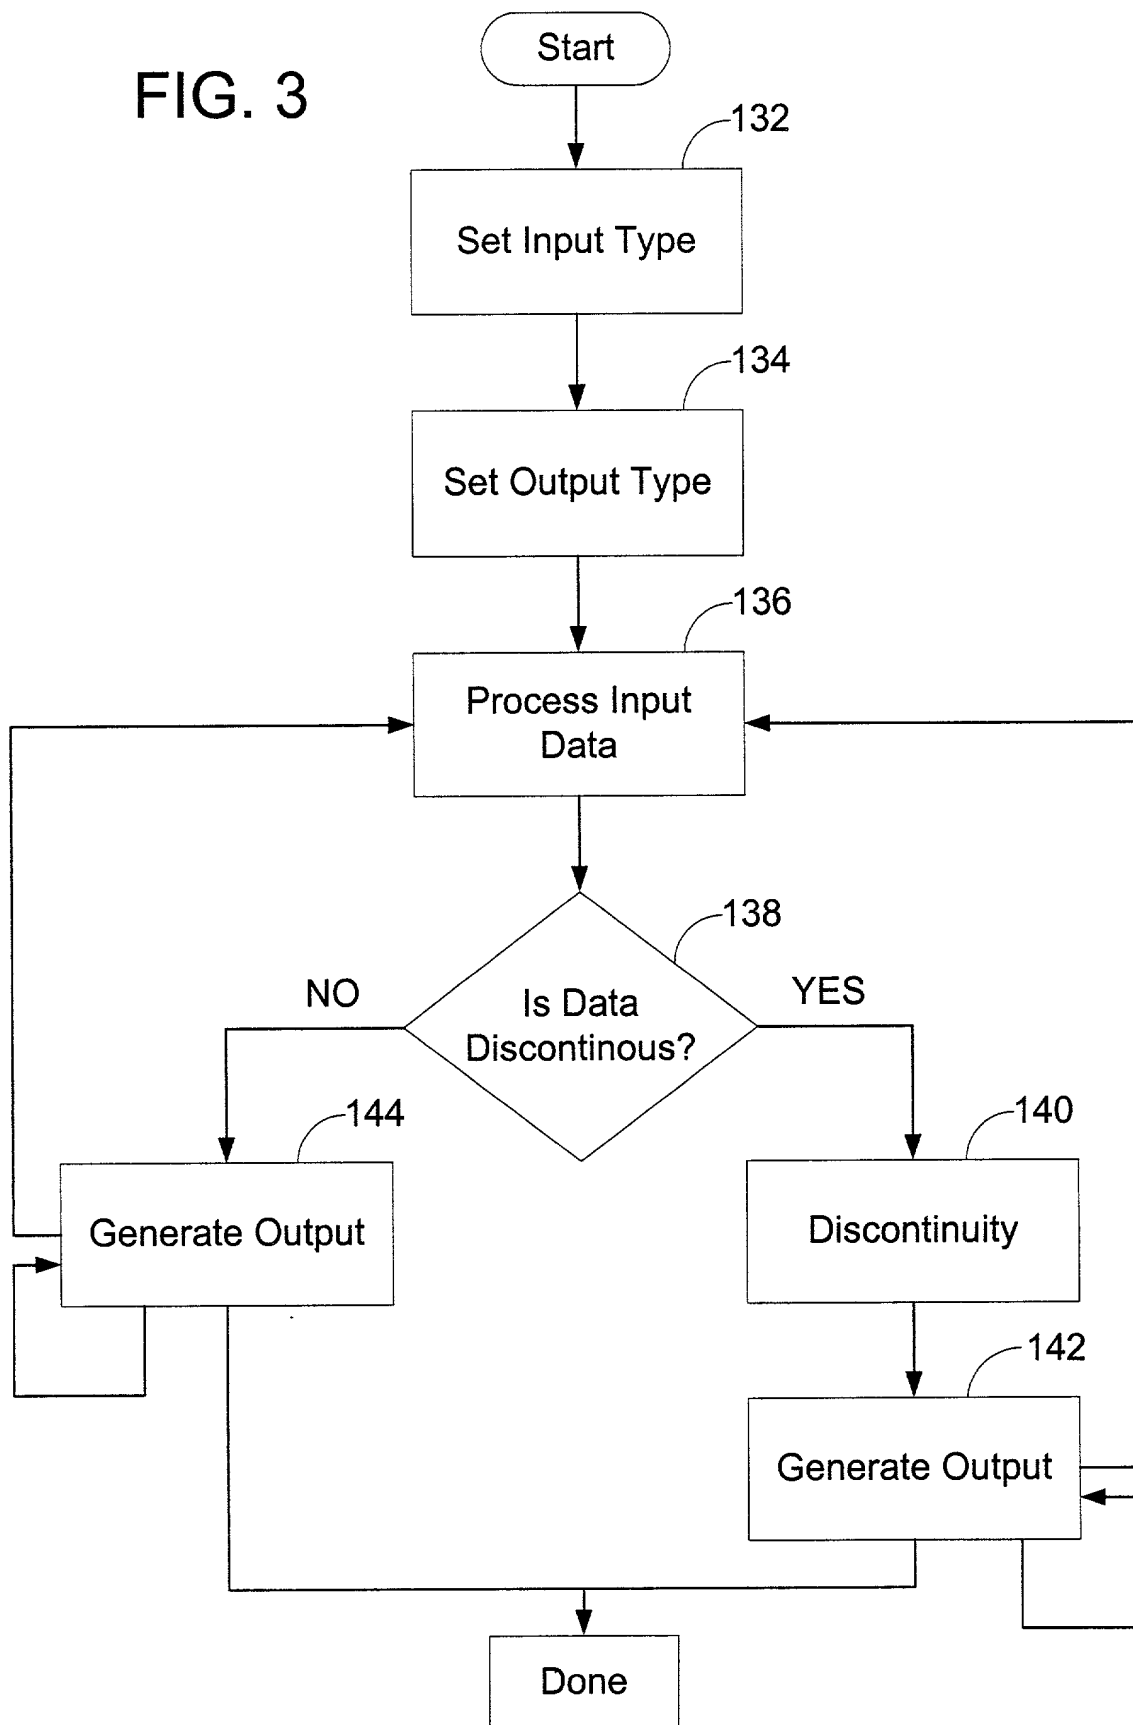 Start
FIG. 3
132
Set Input Type
134
Set Output Type
136
Process Input
Data
138
NO
YES
Is Data
Discontinous?
144
140
Generate Output
Discontinuity
142
Generate Output
Done